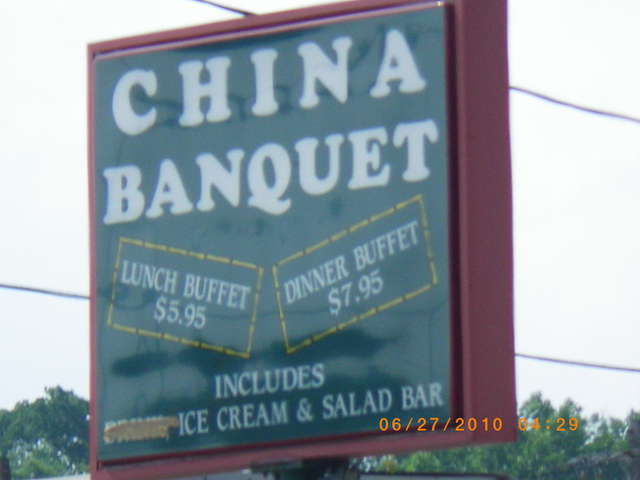 CHINA
BANQUET
LUNCH BUFFET
$5.95
DINNER BUFFET
$7.95
INCLUDES
ICE CREAM & SALAD BAR
06/27/2010 04:29